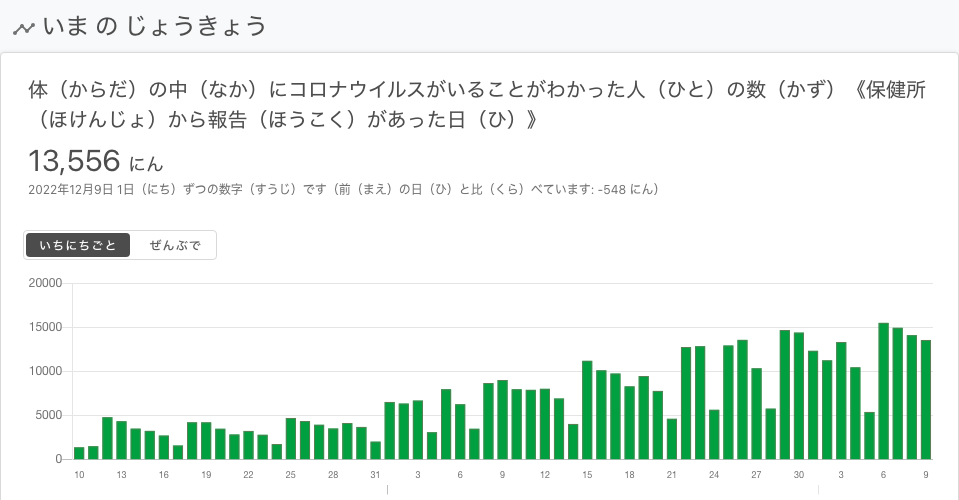 いま の じょうきょう
体（からだ）の中（なか）にコロナウイルスがいることがわかった人（ひと）の数（かず）《保健所
（ほけんじょ）から報告（ほうこく）があった日（ひ）》
13,556 にん
2022年12月9日 1日（にち）ずつの数字（すうじ）です（前（まえ）の日（ひ）と比（くら）べています: -548 にん）
いちにちごと ぜんぶで
20000
15000
10000
5000
0
10 13 16 19 22 25 28 31 3 6 9 12 15 18 21 24 27 30 3 6 9